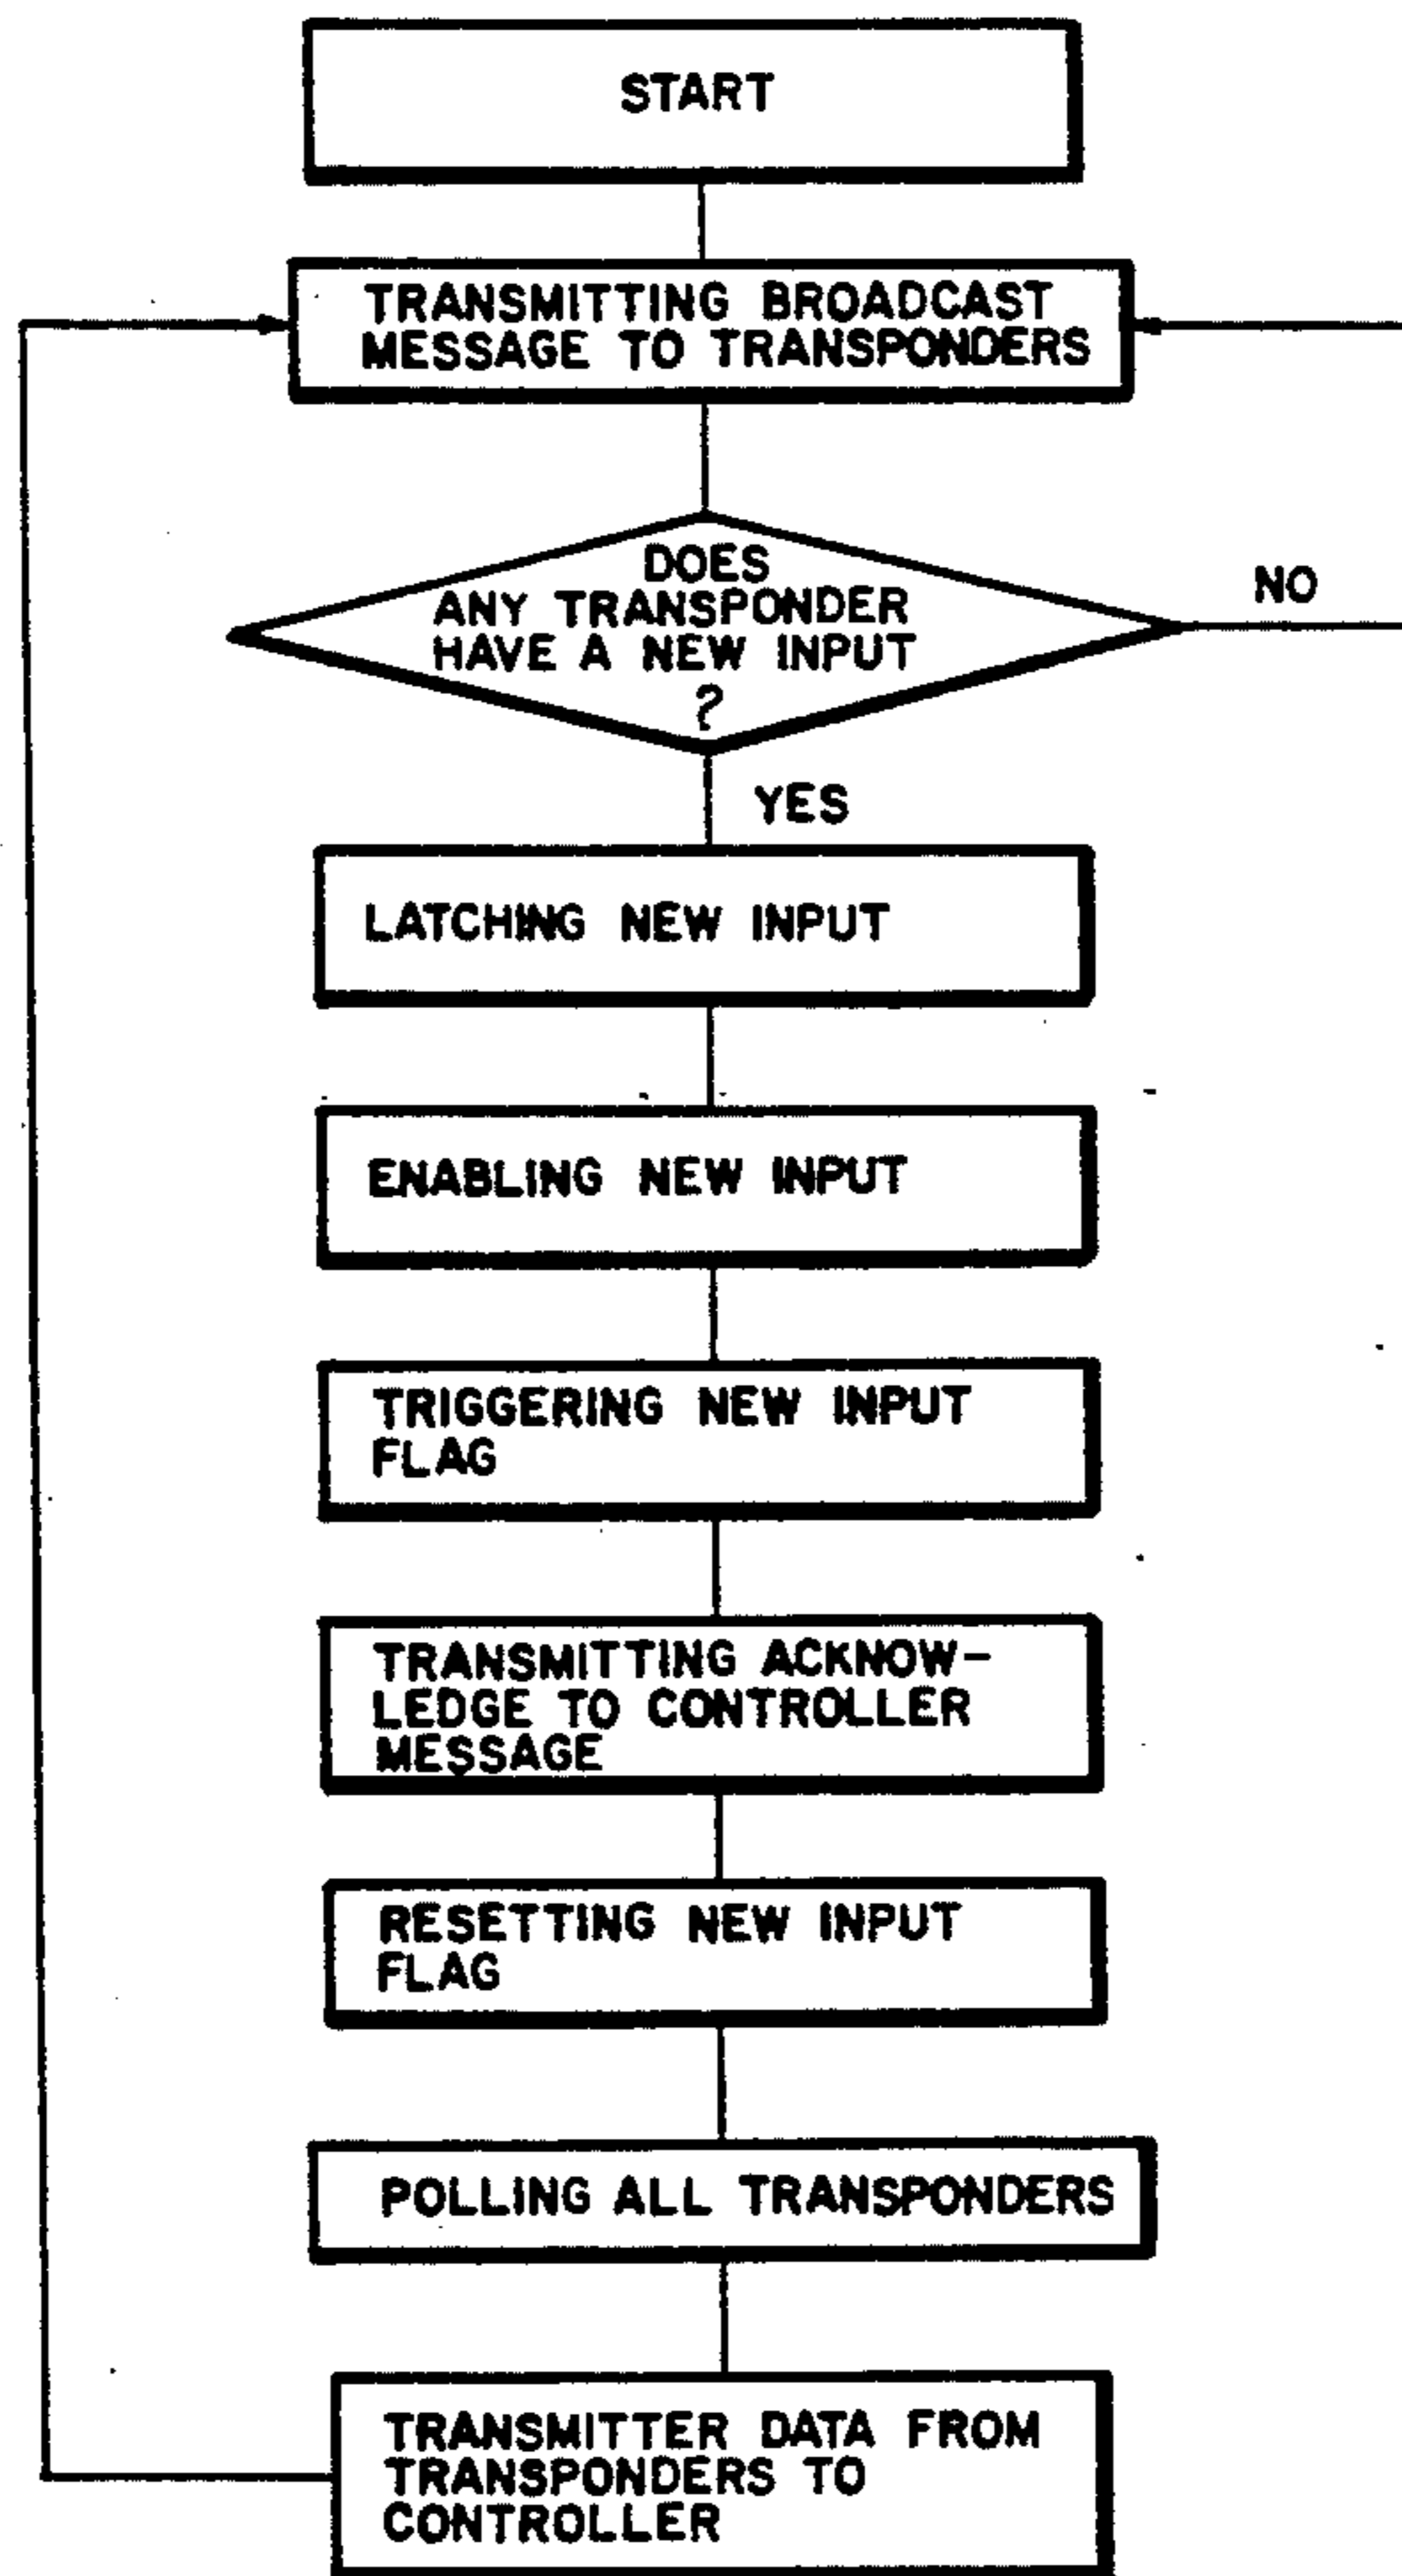 START
TRANSMITTING BROADCAST
MESSAGE TO TRANSPONDERS
DOES
ANY TRANSPONDER
HAVE A NEW INPUT
?
NO
YES
LATCHING NEW INPUT
ENABLING NEW INPUT
TRIGGERING NEW INPUT
FLAG
TRANSMITTING ACKNOW-
LEDGE TO CONTROLLER
MESSAGE
RESETTING NEW INPUT
FLAG
POLLING ALL TRANSPONDERS
TRANSMITTER DATA FROM
TRANSPONDERS TO
CONTROLLER